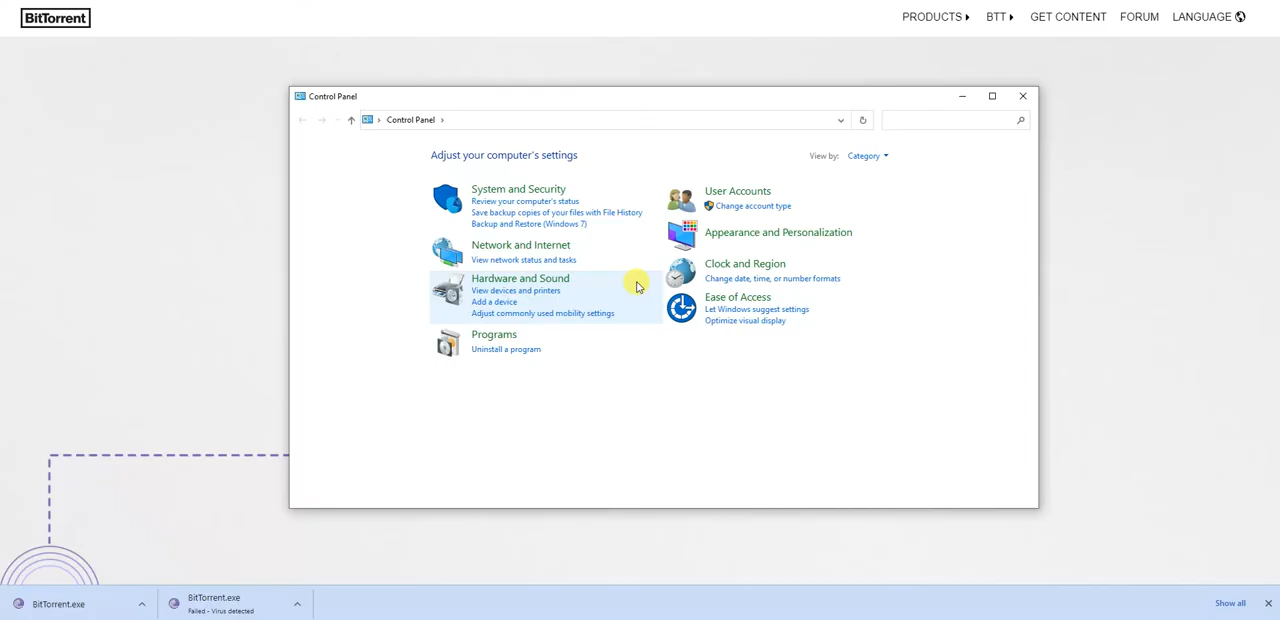 BitTorrent
PRODUCTS
BTT
GET CONTENT
FORUM
LANGUAGE
Control Panel
Control Panel
Adjust your computer's settings
View by:
Category
System and Security
Review your computer's status
Save backup copies of your files with File History
Backup and Restore (Windows 7)
Network and Internet
View network status and tasks
Hardware and Sound
View devices and printers
Add a device
Adjust commonly used mobility settings
Programs
Uninstall a program
User Accounts
Change account type
Appearance and Personalization
Clock and Region
Change date, time, or number formats
Ease of Access
Let Windows suggest settings
Optimize visual display
BitTorrent.exe
BitTorrent.exe
Failed - Virus detected
Show all